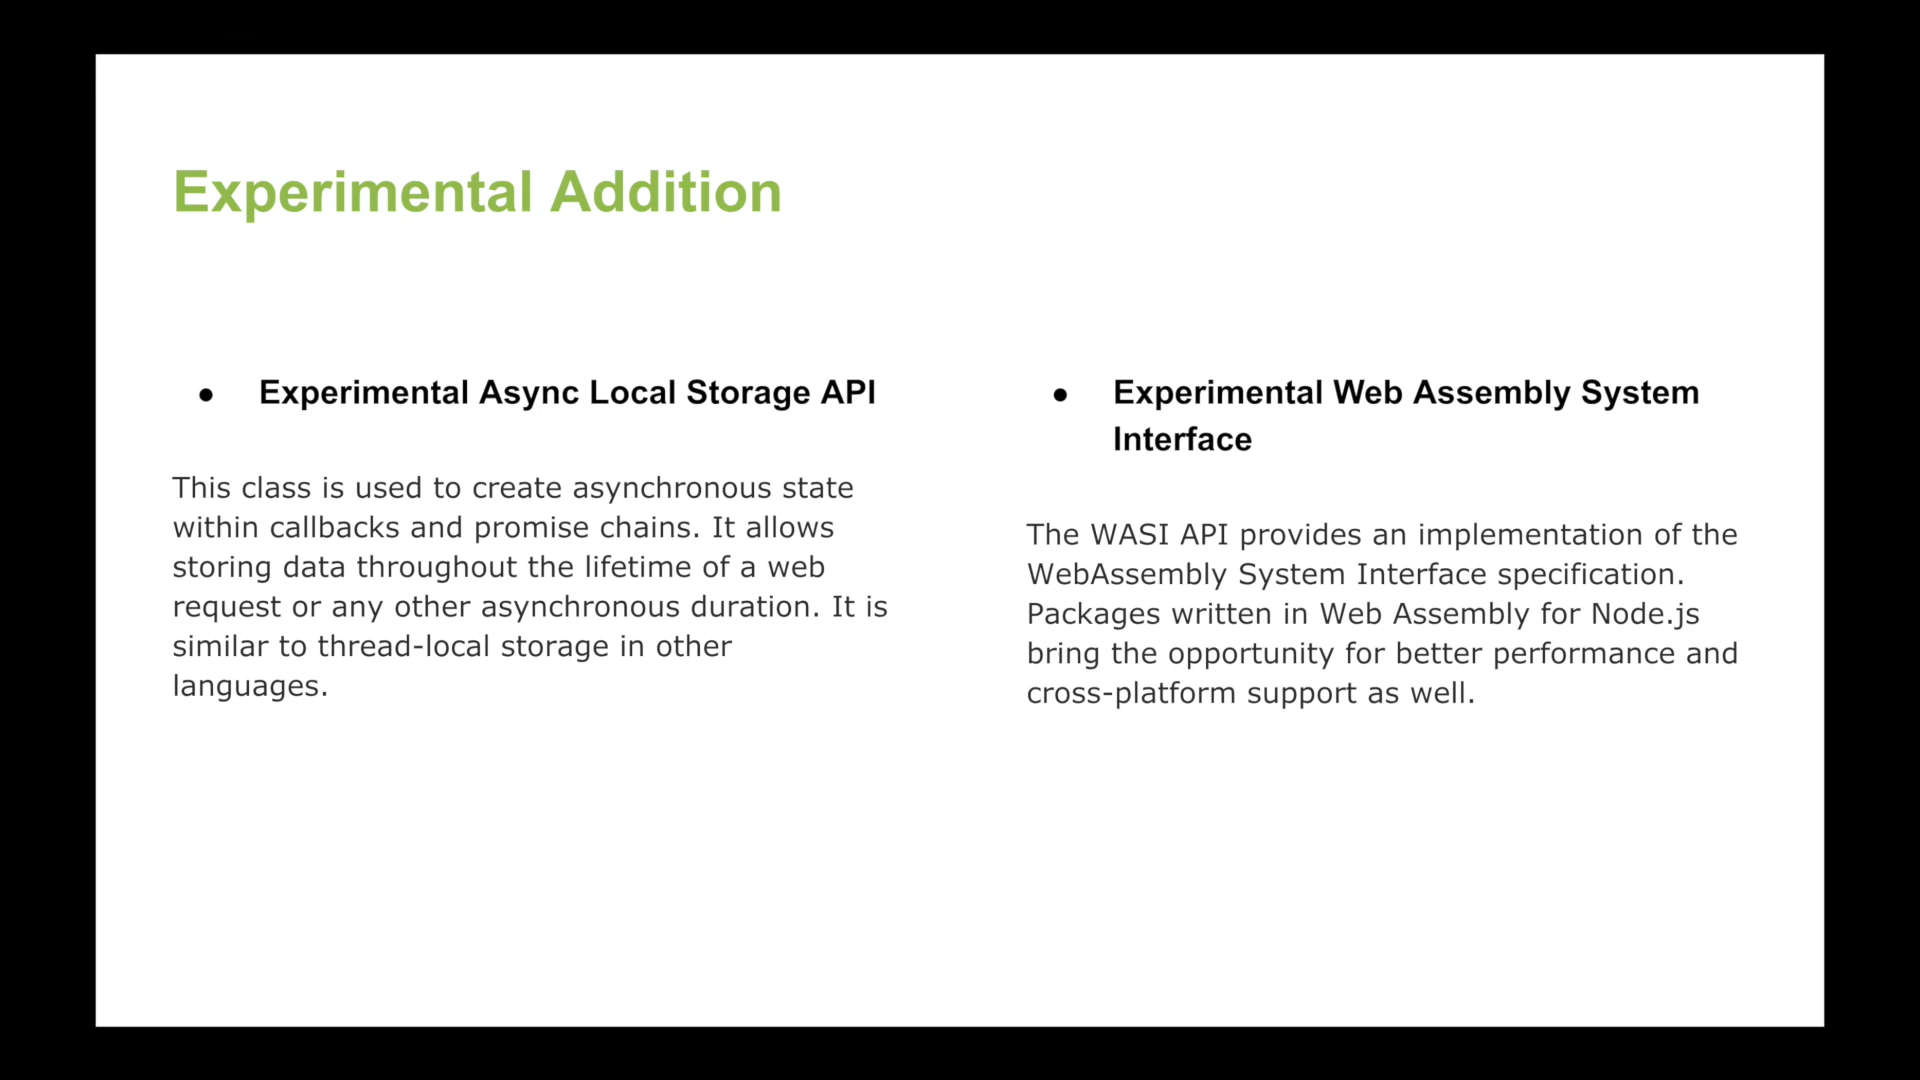 Experimental Addition
● Experimental Async Local Storage API
This class is used to create asynchronous state
within callbacks and promise chains. It allows
storing data throughout the lifetime of a web
request or any other asynchronous duration. It is
similar to thread-local storage in other
languages.
● Experimental Web Assembly System
Interface
The WASI API provides an implementation of the
WebAssembly System Interface specification.
Packages written in Web Assembly for Node.js
bring the opportunity for better performance and
cross-platform support as well.